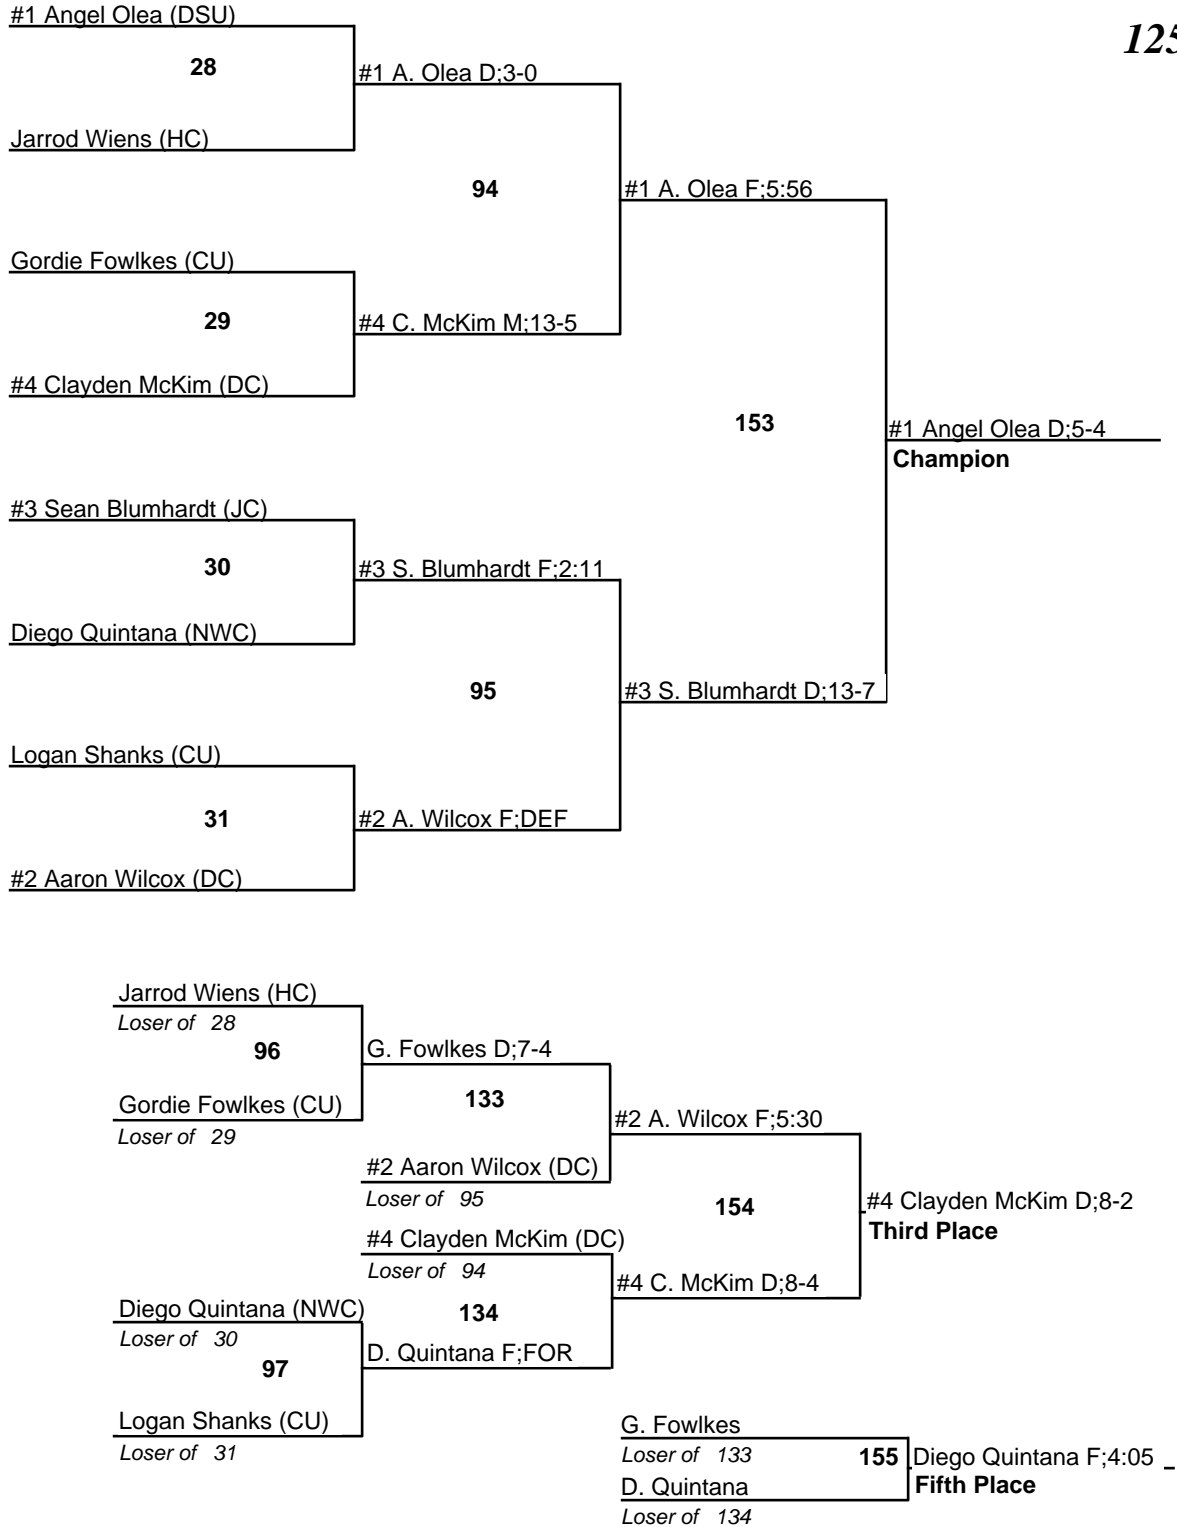 #1 Angel Olea (DSU)
125
28
#1 A. Olea D;3-0
Jarrod Wiens (HC)
94
#1 A. Olea F;5:56
Gordie Fowlkes (CU)
29
#4 C. McKim M;13-5
#4 Clayden McKim (DC)
153
#1 Angel Olea D;5-4
Champion
#3 Sean Blumhardt (JC)
30
#3 S. Blumhardt F;2:11
Diego Quintana (NWC)
95
#3 S. Blumhardt D;13-7
Logan Shanks (CU)
31
#2 A. Wilcox F;DEF
#2 Aaron Wilcox (DC)
Jarrod Wiens (HC)
Loser of 28
96
G. Fowlkes D;7-4
Gordie Fowlkes (CU)
Loser of 29
133
#2 A. Wilcox F;5:30
#2 Aaron Wilcox (DC)
Loser of 95
154
#4 Clayden McKim D;8-2
Third Place
#4 Clayden McKim (DC)
Loser of 94
#4 C. McKim D;8-4
Diego Quintana (NWC)
Loser of 30
134
97
D. Quintana F;FOR
Logan Shanks (CU)
Loser of 31
G. Fowlkes
Loser of 133
155
Diego Quintana F;4:05
Fifth Place
D. Quintana
Loser of 134